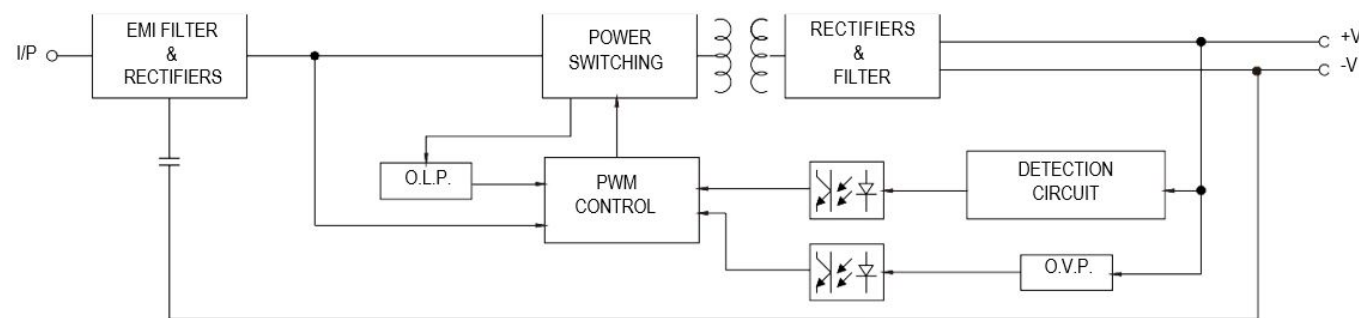 I/P
EMI FILTER
&
RECTIFIERS
POWER
SWITCHING
RECTIFIERS
&
FILTER
+V
-V
O.L.P.
PWM
CONTROL
DETECTION
CIRCUIT
O.V.P.